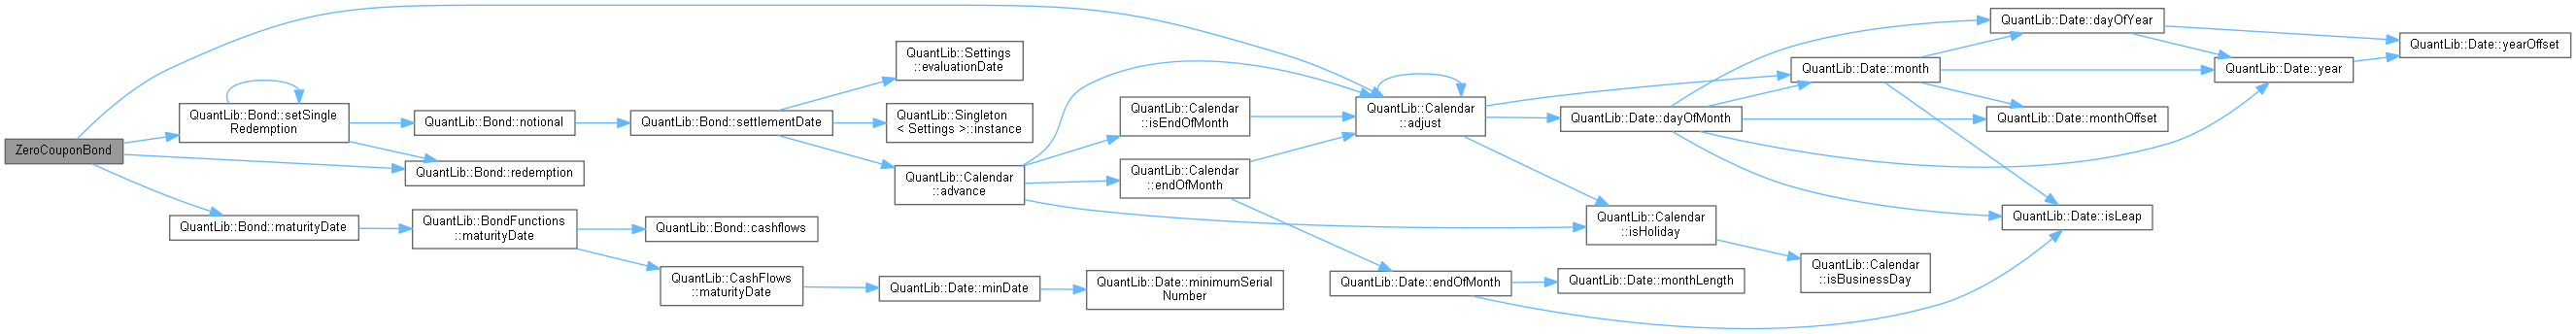 ZeroCouponBond
QuantLib::Bond::setSingle
Redemption
QuantLib::Bond::maturityDate
QuantLib::Bond::notional
QuantLib::Bond::redemption
QuantLib::BondFunctions
::maturityDate
QuantLib::Bond::settlementDate
QuantLib::Bond::cashflows
QuantLib::CashFlows
::maturityDate
QuantLib::Settings
::evaluationDate
QuantLib::Singleton
< Settings >::instance
QuantLib::Calendar
::advance
QuantLib::Date::minDate
QuantLib::Calendar
::isEndOfMonth
QuantLib::Calendar
::endOfMonth
QuantLib::Date::minimumSerial
Number
QuantLib::Calendar
::adjust
QuantLib::Date::endOfMonth
QuantLib::Date::dayOfMonth
QuantLib::Calendar
::isHoliday
QuantLib::Date::monthLength
QuantLib::Date::month
QuantLib::Calendar
::isBusinessDay
QuantLib::Date::dayOfYear
QuantLib::Date::monthOffset
QuantLib::Date::isLeap
QuantLib::Date::year
QuantLib::Date::yearOffset